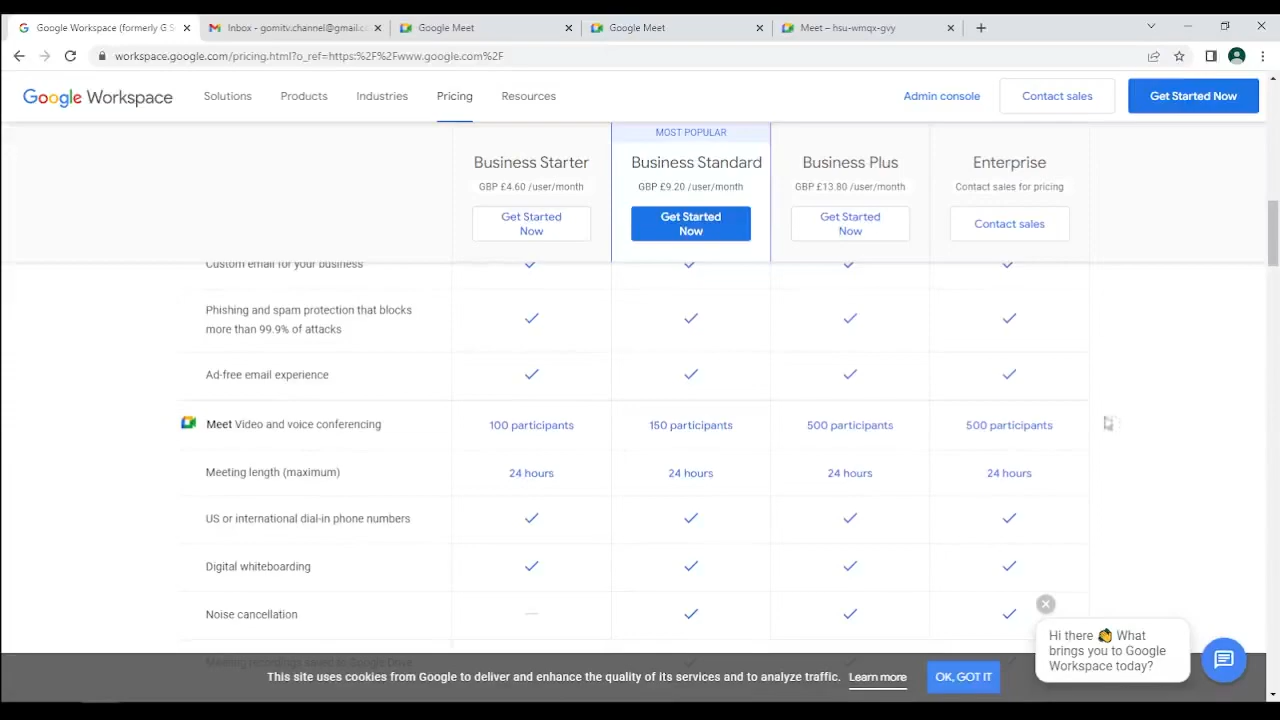 Google Workspace (formerly G S
Inbox - gomitv.channel@gmail.co
Google Meet
Google Meet
Meet – hsu-wmqx-gvy
workspace.google.com/pricing.html?o_ref=https:%2F%2Fwww.google.com%2F
Google Workspace
Solutions
Products
Industries
Pricing
Resources
Admin console
Contact sales
Get Started Now
MOST POPULAR
Business Starter
Business Standard
Business Plus
Enterprise
GBP £4.60 /user/month
GBP £9.20 /user/month
GBP £13.80 /user/month
Contact sales for pricing
Get Started
Now
Get Started
Now
Get Started
Now
Contact sales
Custom email for your business
Phishing and spam protection that blocks
more than 99.9% of attacks
Ad-free email experience
Meet Video and voice conferencing
100 participants
150 participants
500 participants
500 participants
Meeting length (maximum)
24 hours
24 hours
24 hours
24 hours
US or international dial-in phone numbers
Digital whiteboarding
Noise cancellation
Meeting recordings saved to Google Drive
Hi there 👏 What
brings you to Google
Workspace today?
This site uses cookies from Google to deliver and enhance the quality of its services and to analyze traffic.
Learn more
OK, GOT IT